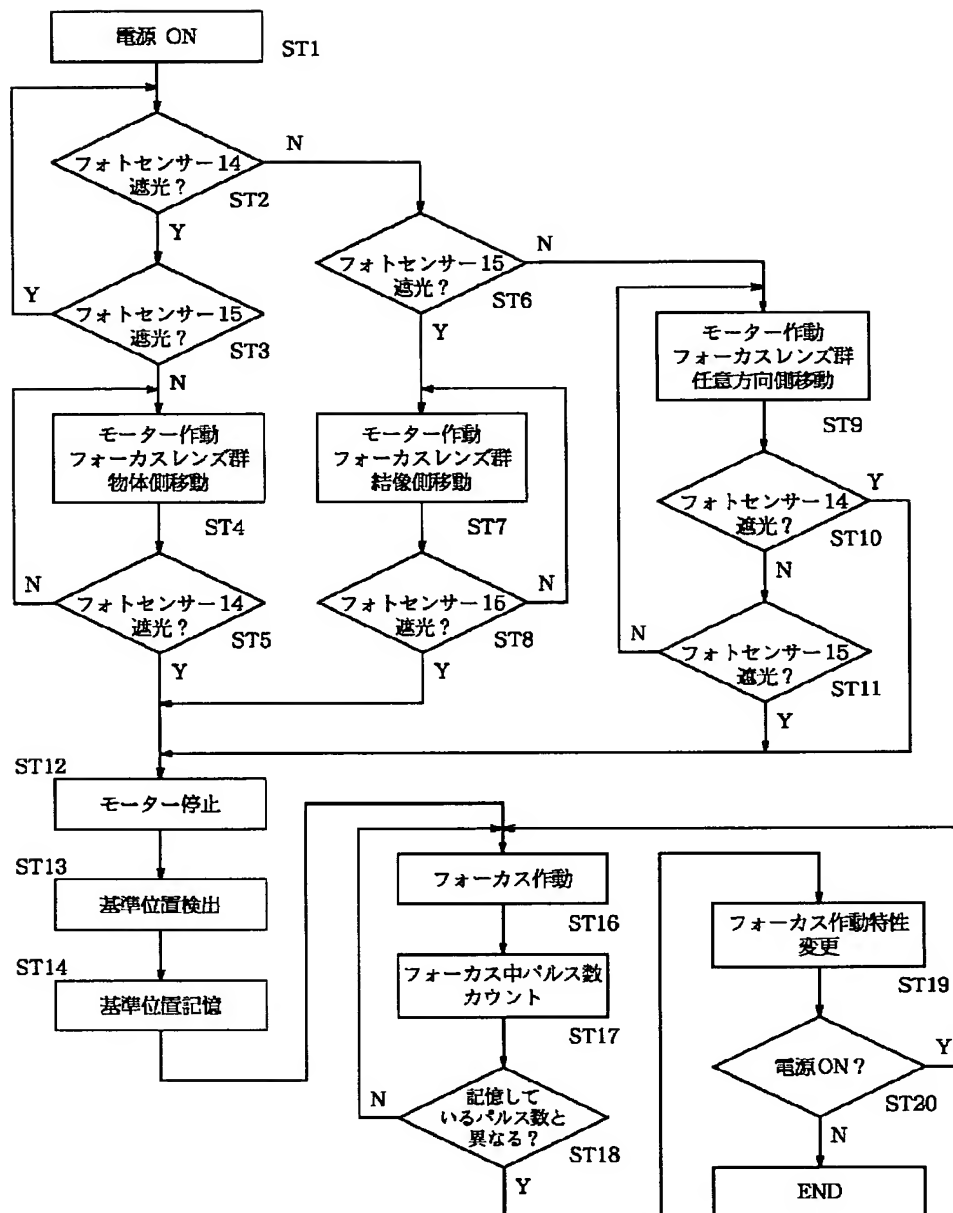 電源 ON
ST1
フォトセンサー14
遮光?
ST2
N
Y
フォトセンサー15
遮光?
ST3
Y
N
モーター作動
フォーカスレンズ群
物体側移動
ST4
フォトセンサー14
遮光?
ST5
N
Y
フォトセンサー15
遮光?
ST6
N
Y
モーター作動
フォーカスレンズ群
結像側移動
ST7
フォトセンサー15
遮光?
ST8
N
Y
モーター作動
フォーカスレンズ群
任意方向側移動
ST9
フォトセンサー14
遮光?
ST10
Y
N
フォトセンサー15
遮光?
ST11
N
Y
ST12
モーター停止
ST13
基準位置検出
ST14
基準位置記憶
フォーカス作動
ST16
フォーカス中パルス数
カウント
ST17
記憶して
いるパルス数と
異なる?
ST18
N
Y
フォーカス作動特性
変更
ST19
電源ON?
ST20
Y
N
END